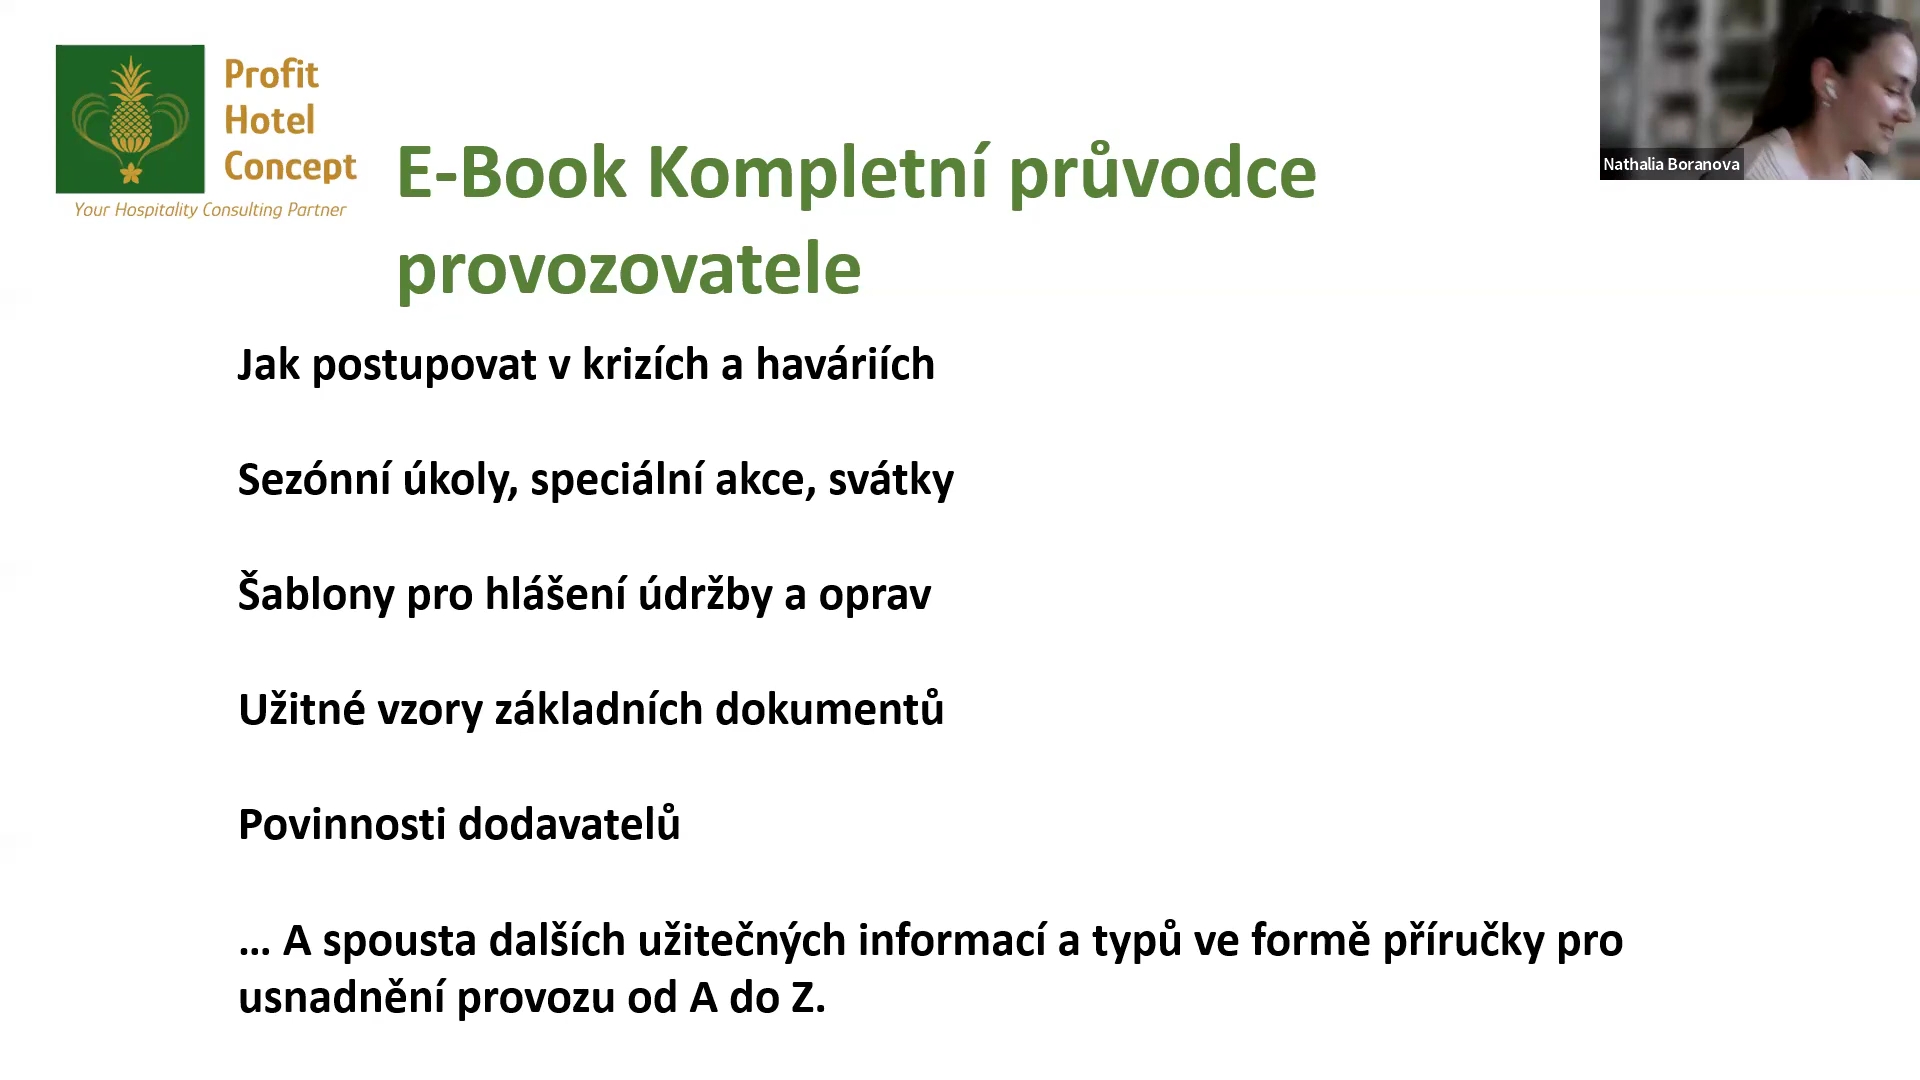 Profit
Hotel
Concept
Your Hospitality Consulting Partner
E-Book Kompletní průvodce
provozovatele
Nathalia Boranova
Jak postupovat v krizích a haváriích
Sezónní úkoly, speciální akce, svátky
Šablony pro hlášení údržby a oprav
Užitné vzory základních dokumentů
Povinnosti dodavatelů
... A spousta dalších užitečných informací a typů ve formě příručky pro
usnadnění provozu od A do Z.